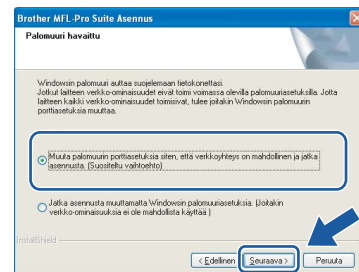 Brother MFL-Pro Suite Asennus
Palomuuri havaittu
Windowsin palomuuri auttaa suojelemaan tietokonettasi.
Jotkut laitteen verkko-ominaisuudet eivät toimi voimassa olevilla palomuuriasetuksilla. Jotta
laitteen kaikki verkko-ominaisuudet toimisivat, tulee joitakin Windowsin palomuurin
porttiasetuksia muuttaa.
Muuta palomuurin porttiasetuksia siten, että verkkoyhteys on mahdollinen ja jatka
asennusta. (Suositeltu vaihtoehto)
Jatka asennusta muuttamatta Windowsin palomuuriasetuksia. (Joitakin
verkko-ominaisuuksia ei ole mahdollista käyttää )
InstallShield
< Edellinen
Seuraava >
Peruuta